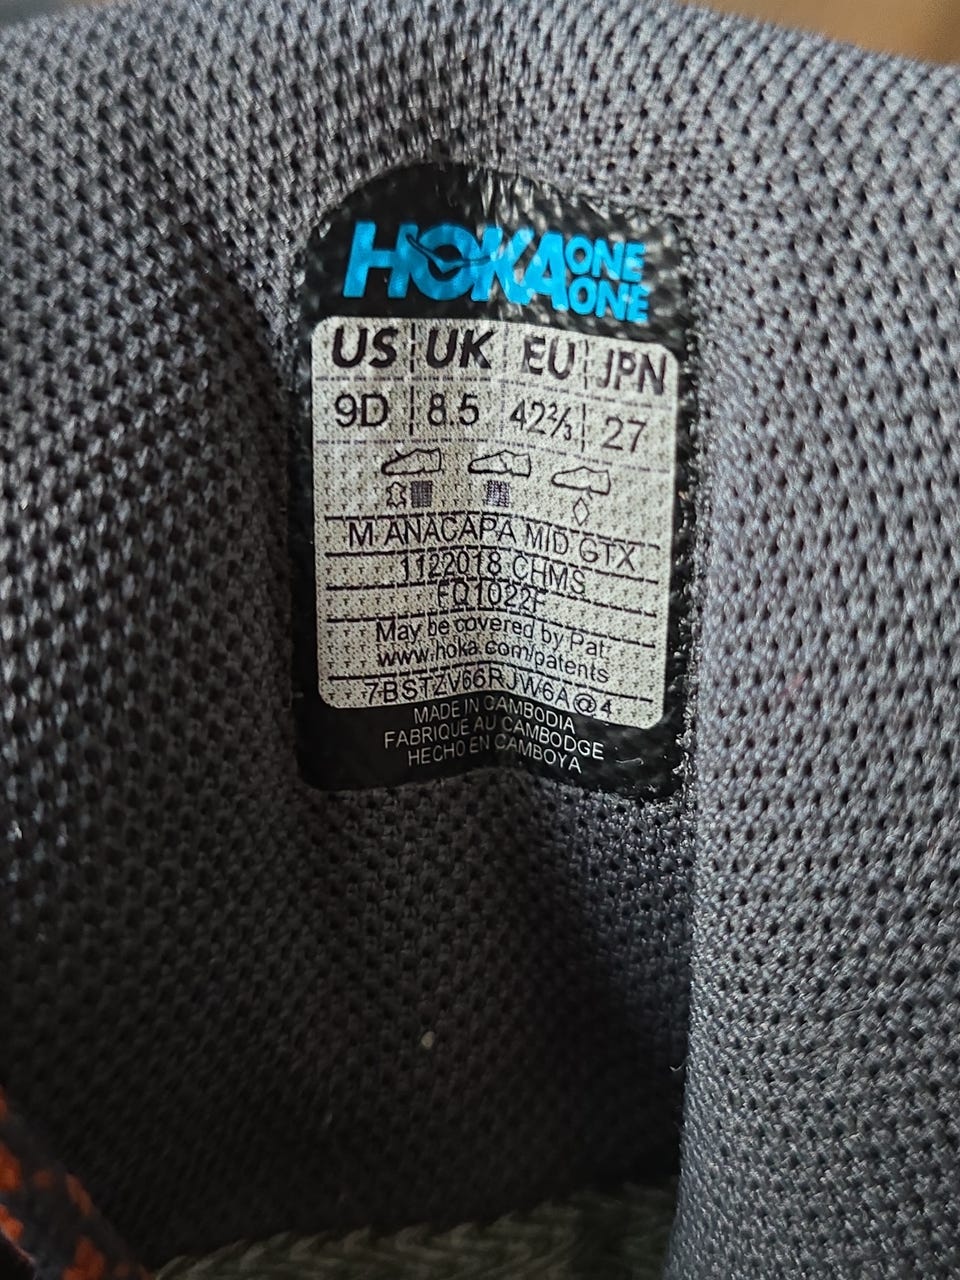 HOKA ONE ONE
US UK EU JPN
9D 8.5 42⅔ 27
M ANACAPA MID GTX
1122018 CHMS
FQ1022F
May be covered by Pat
www.hoka.com/patents
7BSTZV66RJW6A@4
MADE IN CAMBODIA
FABRIQUE AU CAMBODGE
HECHO EN CAMBOYA